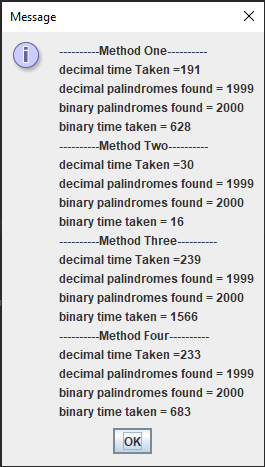 Message
----------Method One----------
decimal time Taken =191
decimal palindromes found = 1999
binary palindromes found = 2000
binary time taken = 628
----------Method Two----------
decimal time Taken =30
decimal palindromes found = 1999
binary palindromes found = 2000
binary time taken = 16
----------Method Three----------
decimal time Taken =239
decimal palindromes found = 1999
binary palindromes found = 2000
binary time taken = 1566
----------Method Four----------
decimal time Taken =233
decimal palindromes found = 1999
binary palindromes found = 2000
binary time taken = 683
OK